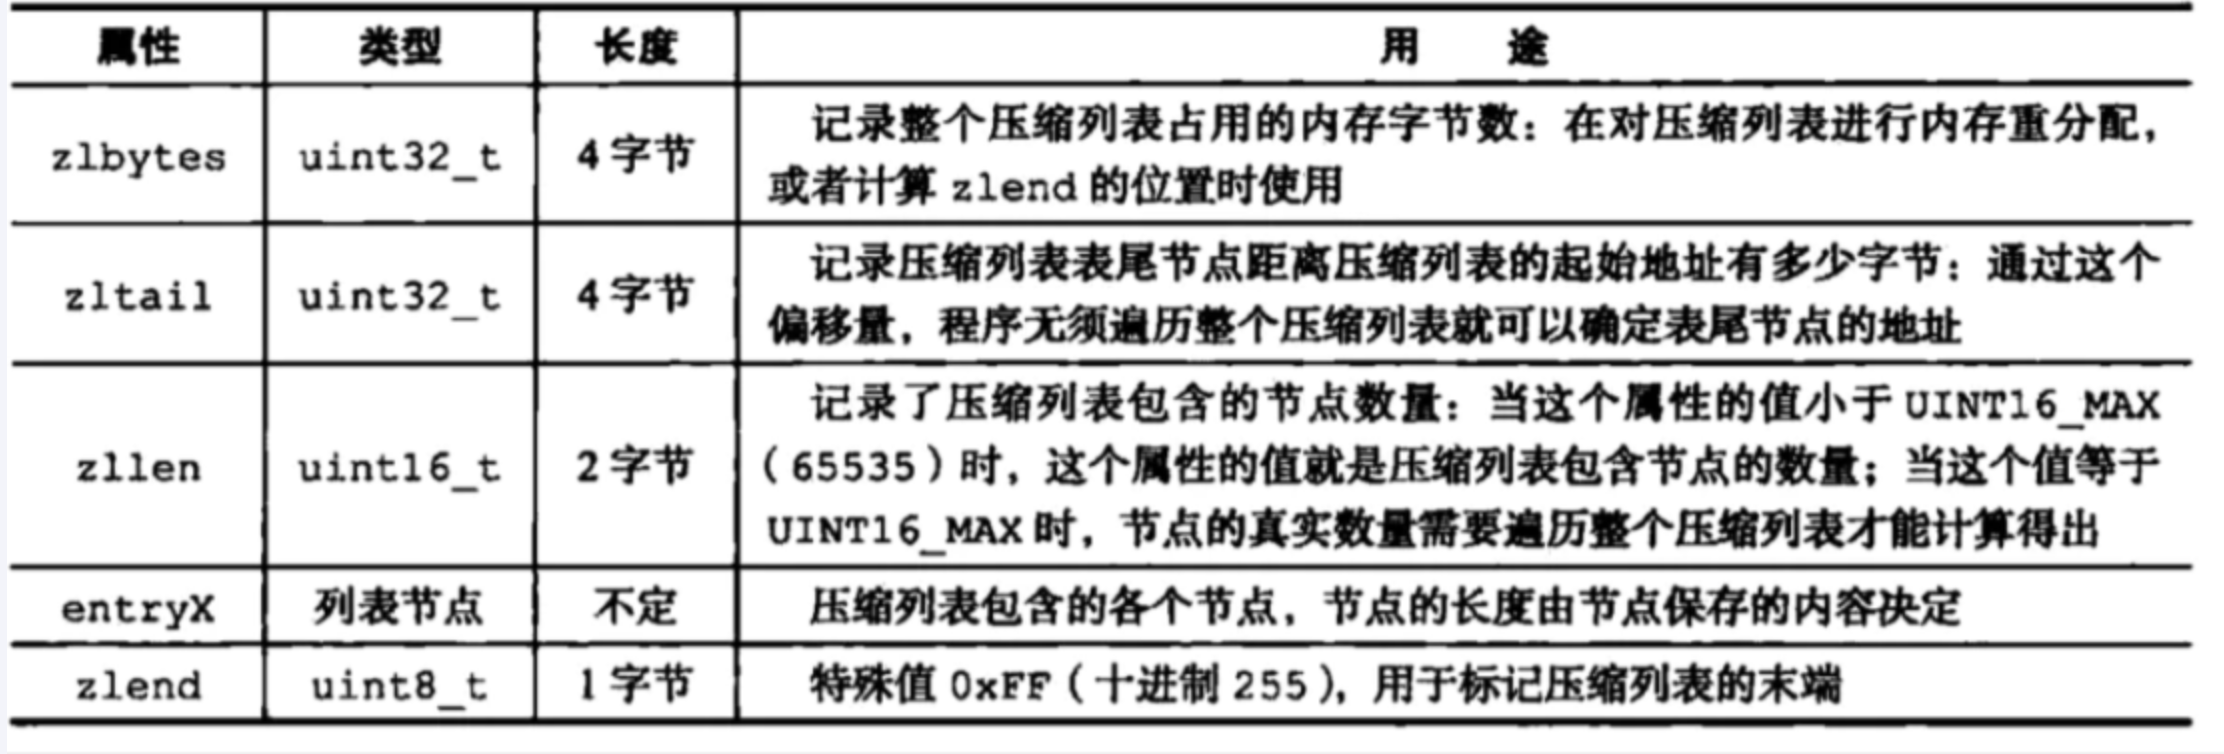 属性 类型 长度 用 途
zlbytes uint32_t 4字节 记录整个压缩列表占用的内存字节数：在对压缩列表进行内存重分配，
或者计算 zlend 的位置时使用
zltail uint32_t 4字节 记录压缩列表表尾节点距离压缩列表的起始地址有多少字节：通过这个
偏移量，程序无须遍历整个压缩列表就可以确定表尾节点的地址
zllen uint16_t 2字节 记录了压缩列表包含的节点数量：当这个属性的值小于 UINT16_MAX
（65535）时，这个属性的值就是压缩列表包含节点的数量；当这个值等于
UINT16_MAX 时，节点的真实数量需要遍历整个压缩列表才能计算得出
entryX 列表节点 不定 压缩列表包含的各个节点，节点的长度由节点保存的内容决定
zlend uint8_t 1字节 特殊值 0xFF（十进制 255），用于标记压缩列表的末端